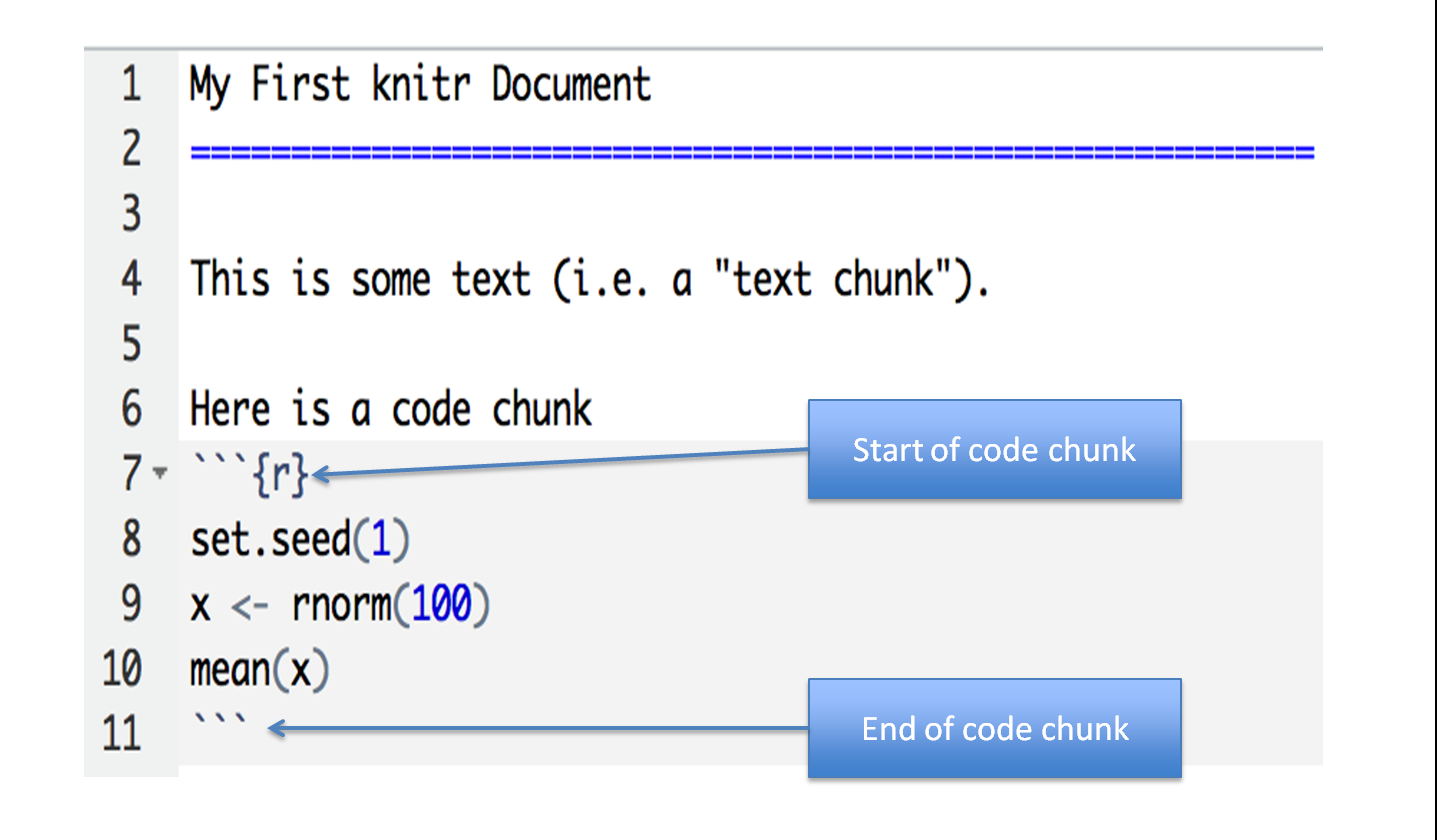 1 My First knitr Document
2 ========================================================
3
4 This is some text (i.e. a "text chunk").
5
6 Here is a code chunk
7 ```{r}
Start of code chunk
8 set.seed(1)
9 x <- rnorm(100)
10 mean(x)
11 ```
End of code chunk